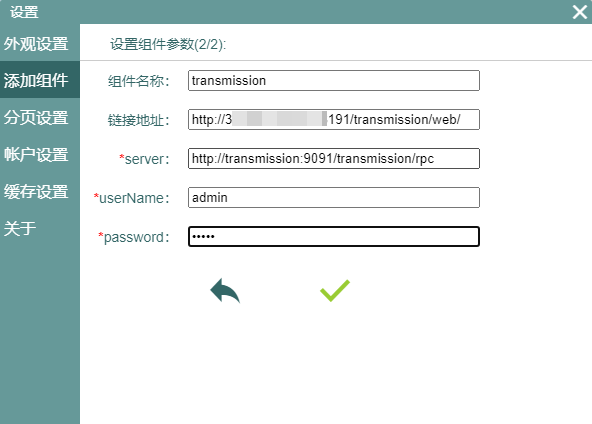 设置
外观设置
添加组件
分页设置
帐户设置
缓存设置
关于
设置组件参数(2/2):
组件名称: transmission
链接地址: http://3 .191/transmission/web/
*server: http://transmission:9091/transmission/rpc
*userName: admin
*password: •••••